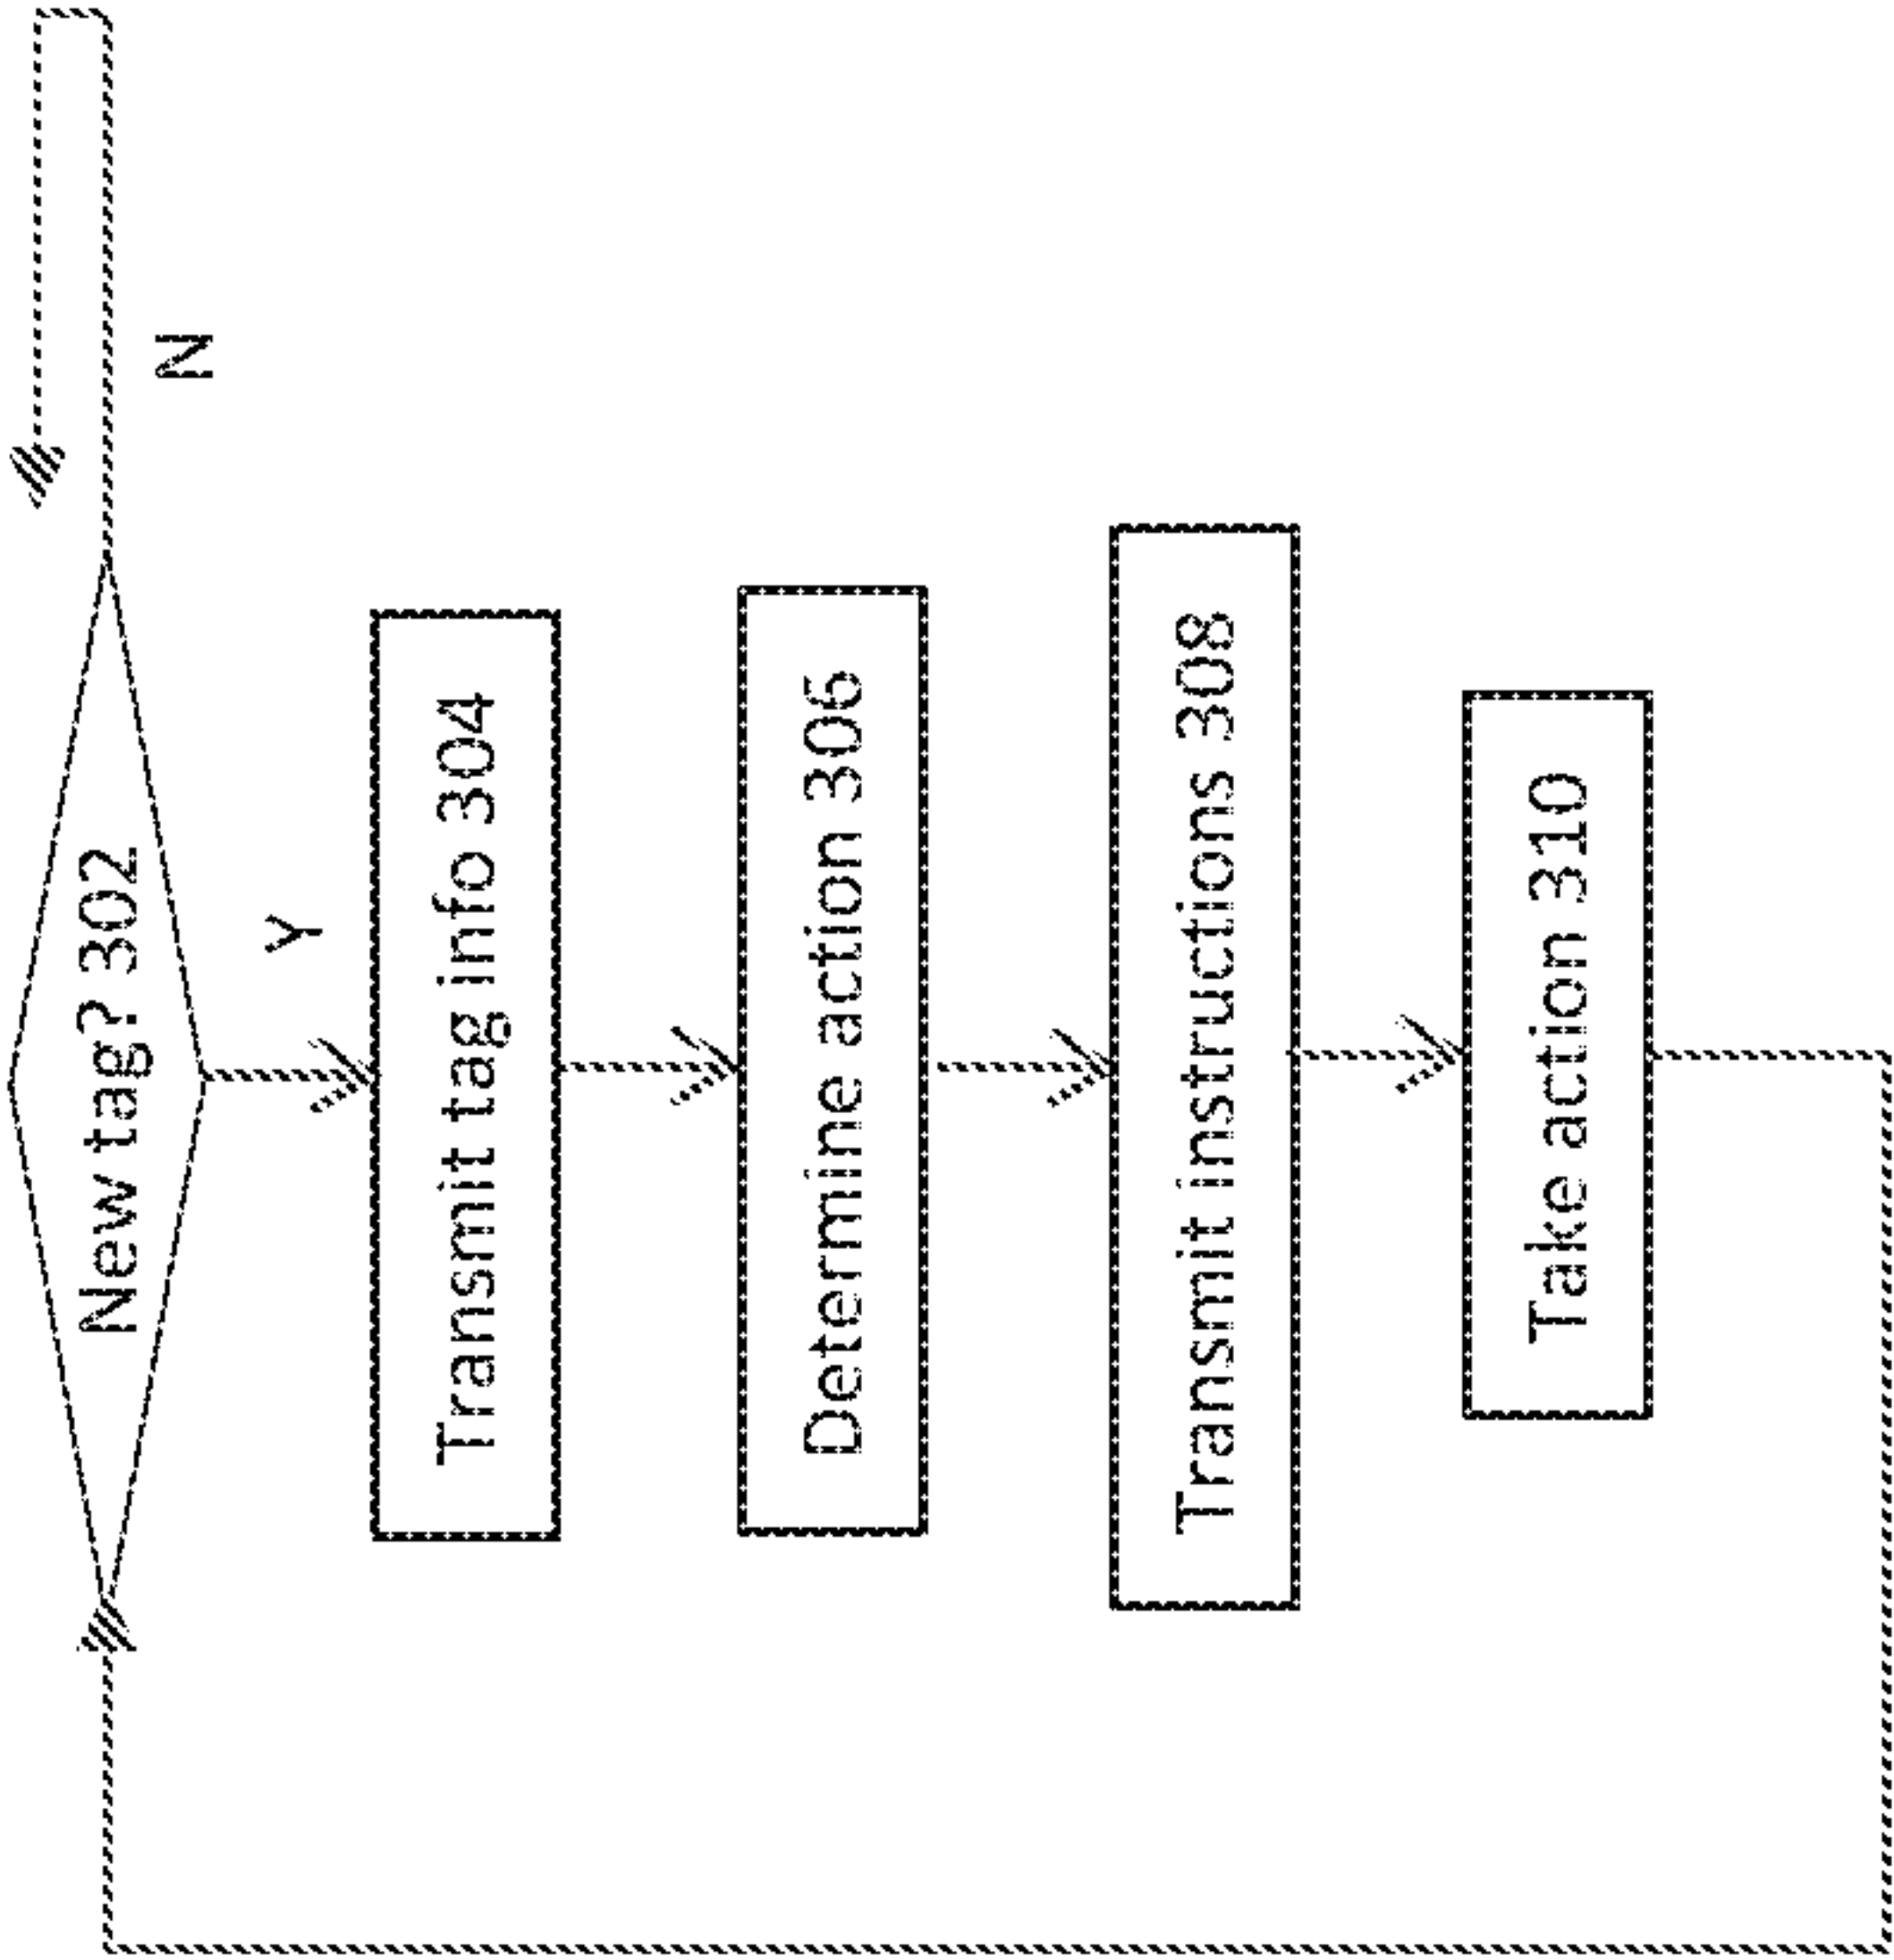 New tag? 302
N
Y
Transmit tag info 304
Determine action 306
Transmit instructions 308
Take action 310